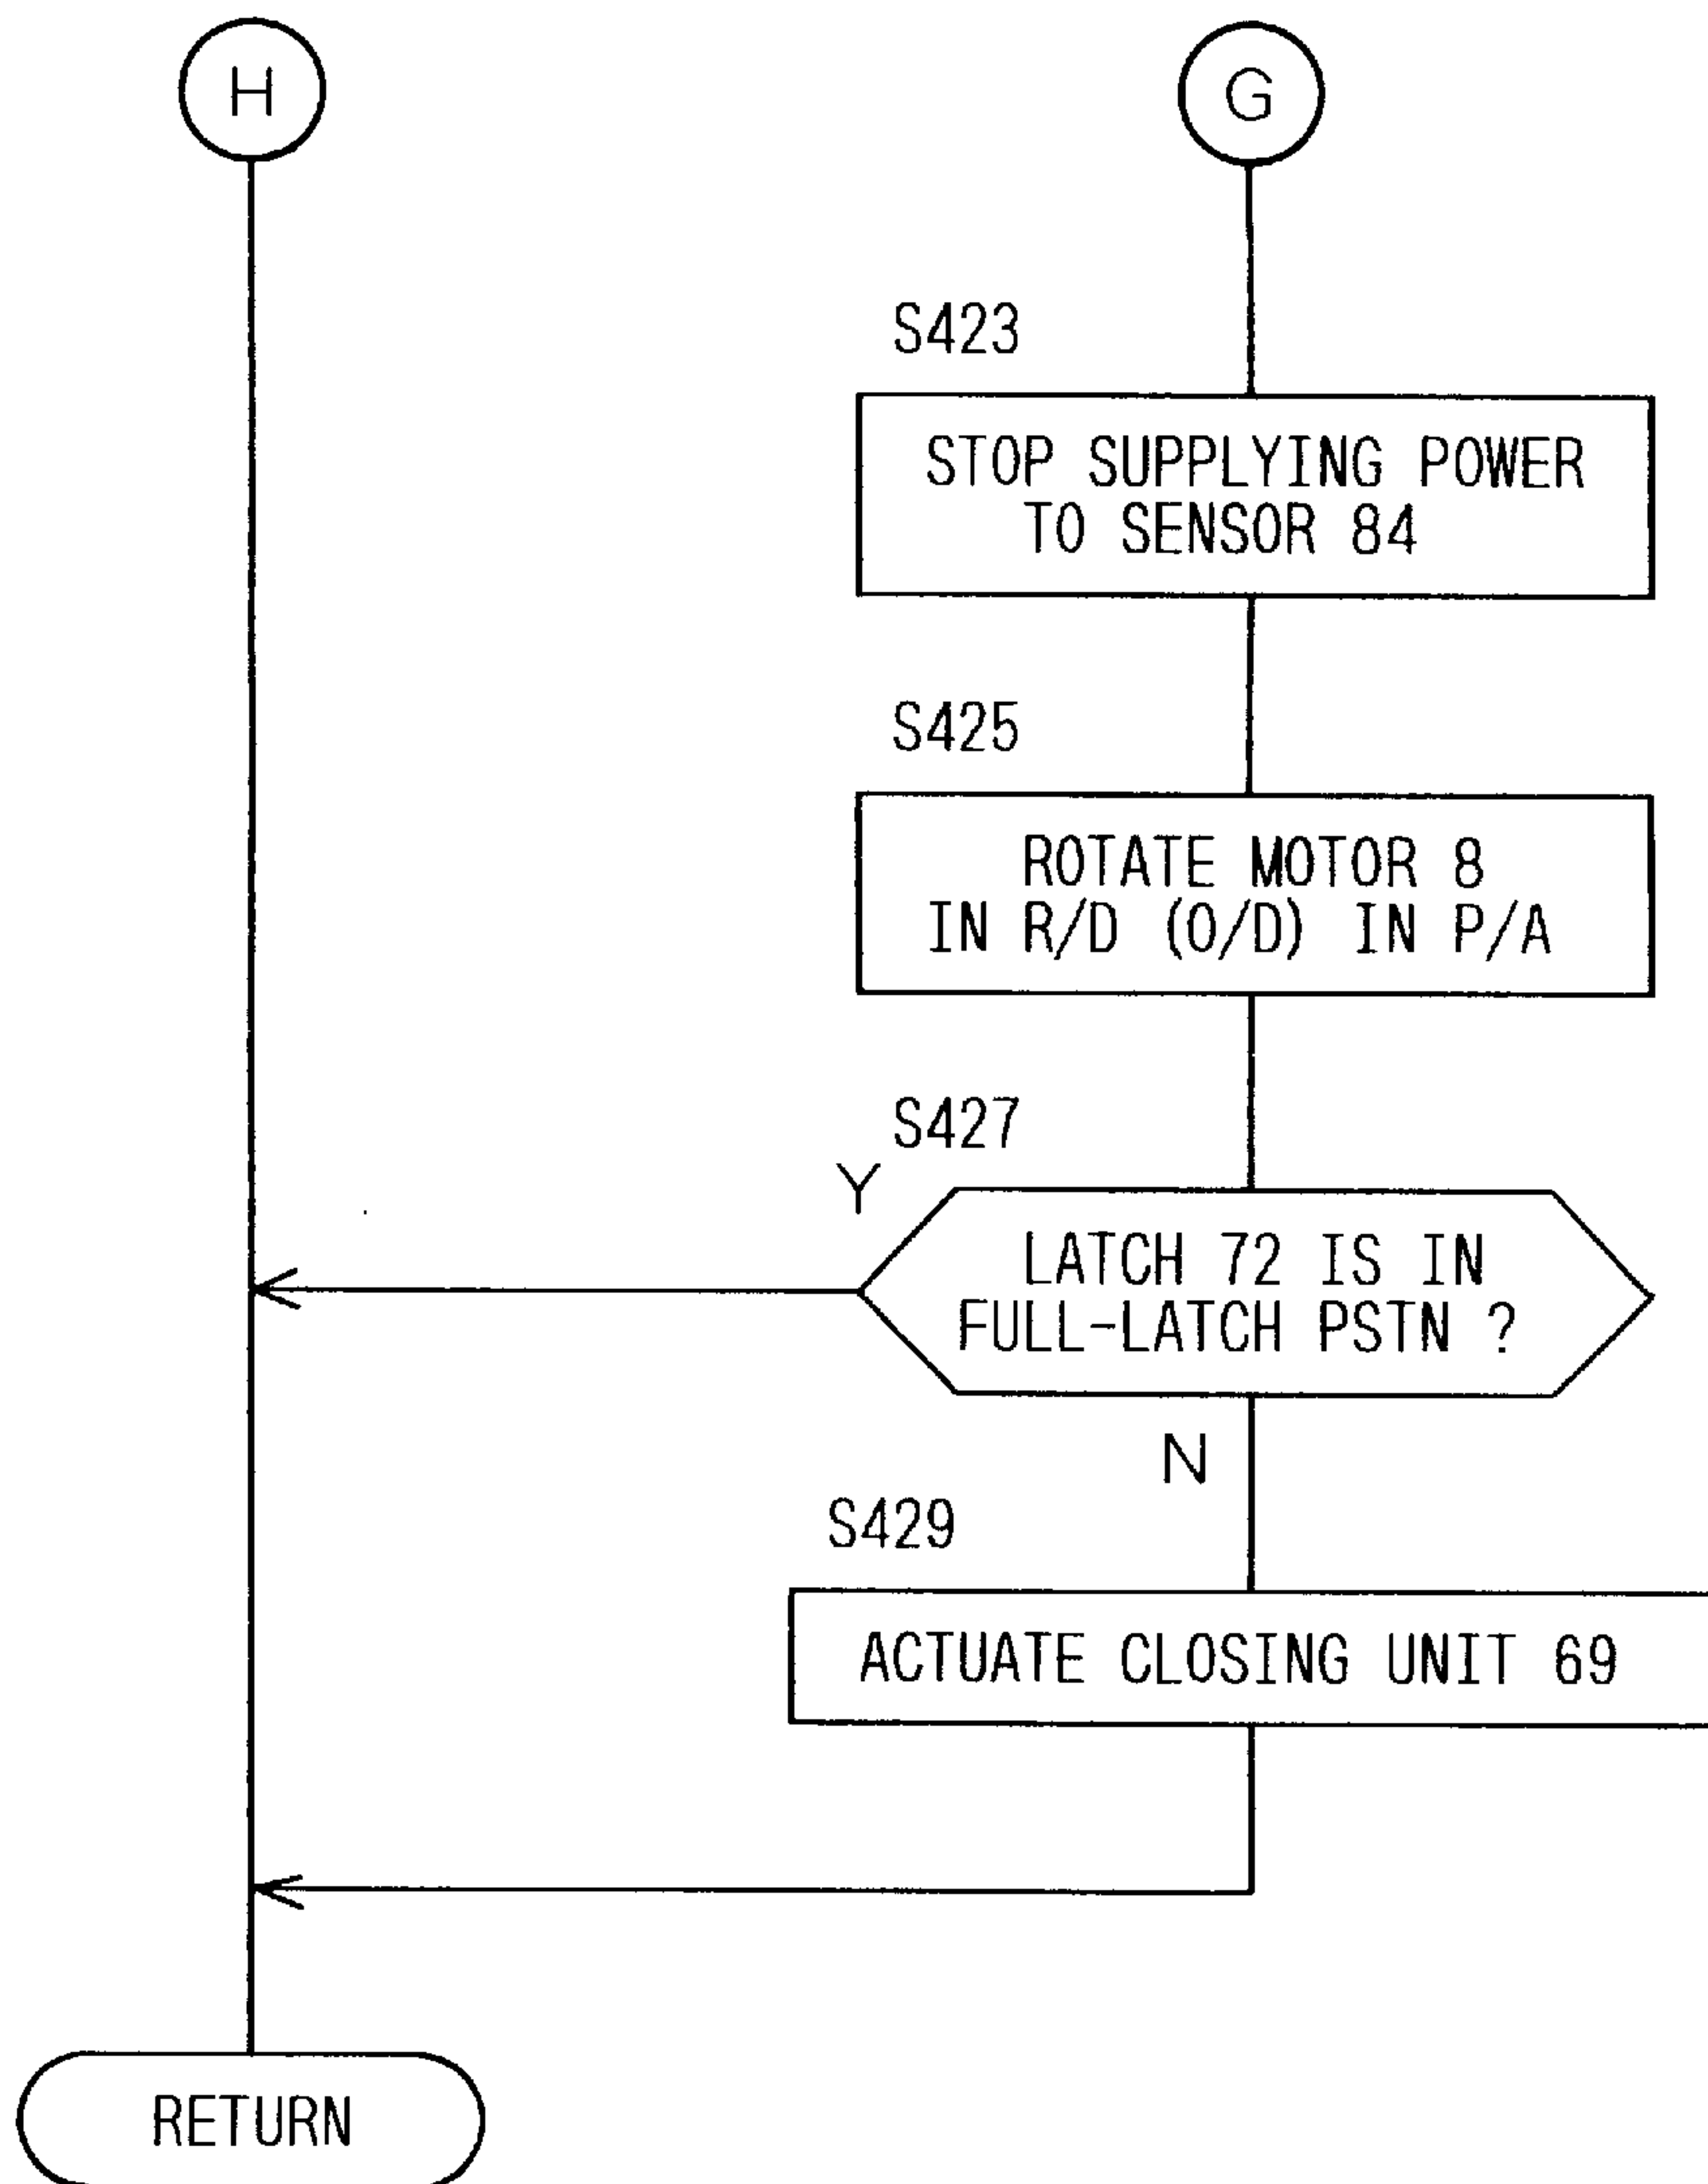 H
G
S423
STOP SUPPLYING POWER
TO SENSOR 84
S425
ROTATE MOTOR 8
IN R/D (O/D) IN P/A
S427
Y
LATCH 72 IS IN
FULL-LATCH PSTN ?
N
S429
ACTUATE CLOSING UNIT 69
RETURN